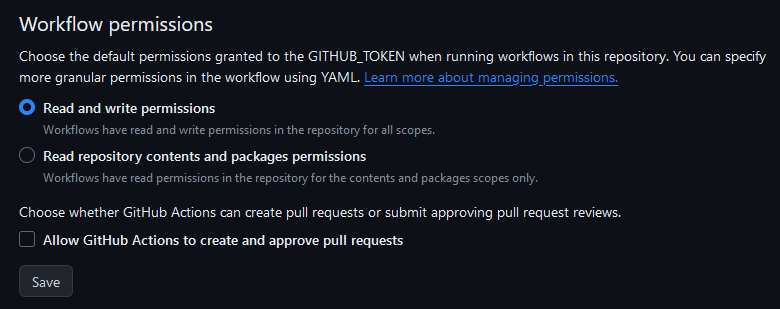 Workflow permissions
Choose the default permissions granted to the GITHUB_TOKEN when running workflows in this repository. You can specify
more granular permissions in the workflow using YAML. Learn more about managing permissions.
Read and write permissions
Workflows have read and write permissions in the repository for all scopes.
Read repository contents and packages permissions
Workflows have read permissions in the repository for the contents and packages scopes only.
Choose whether GitHub Actions can create pull requests or submit approving pull request reviews.
Allow GitHub Actions to create and approve pull requests
Save